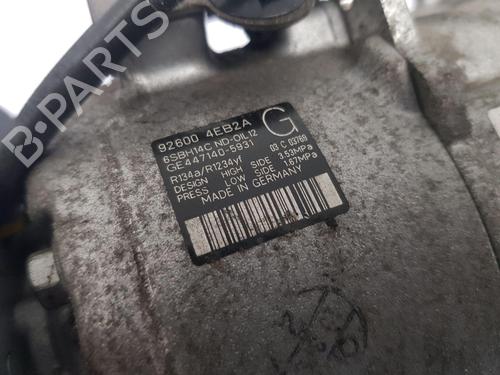 B-PARTS
92600 4EB2A
G
6SBH14C ND-OIL12
GE447140-5931
03 C 03769
R134a/R1234yf
DESIGN HIGH SIDE 3.53MPa
PRESS LOW SIDE 1.67MPa
MADE IN GERMANY